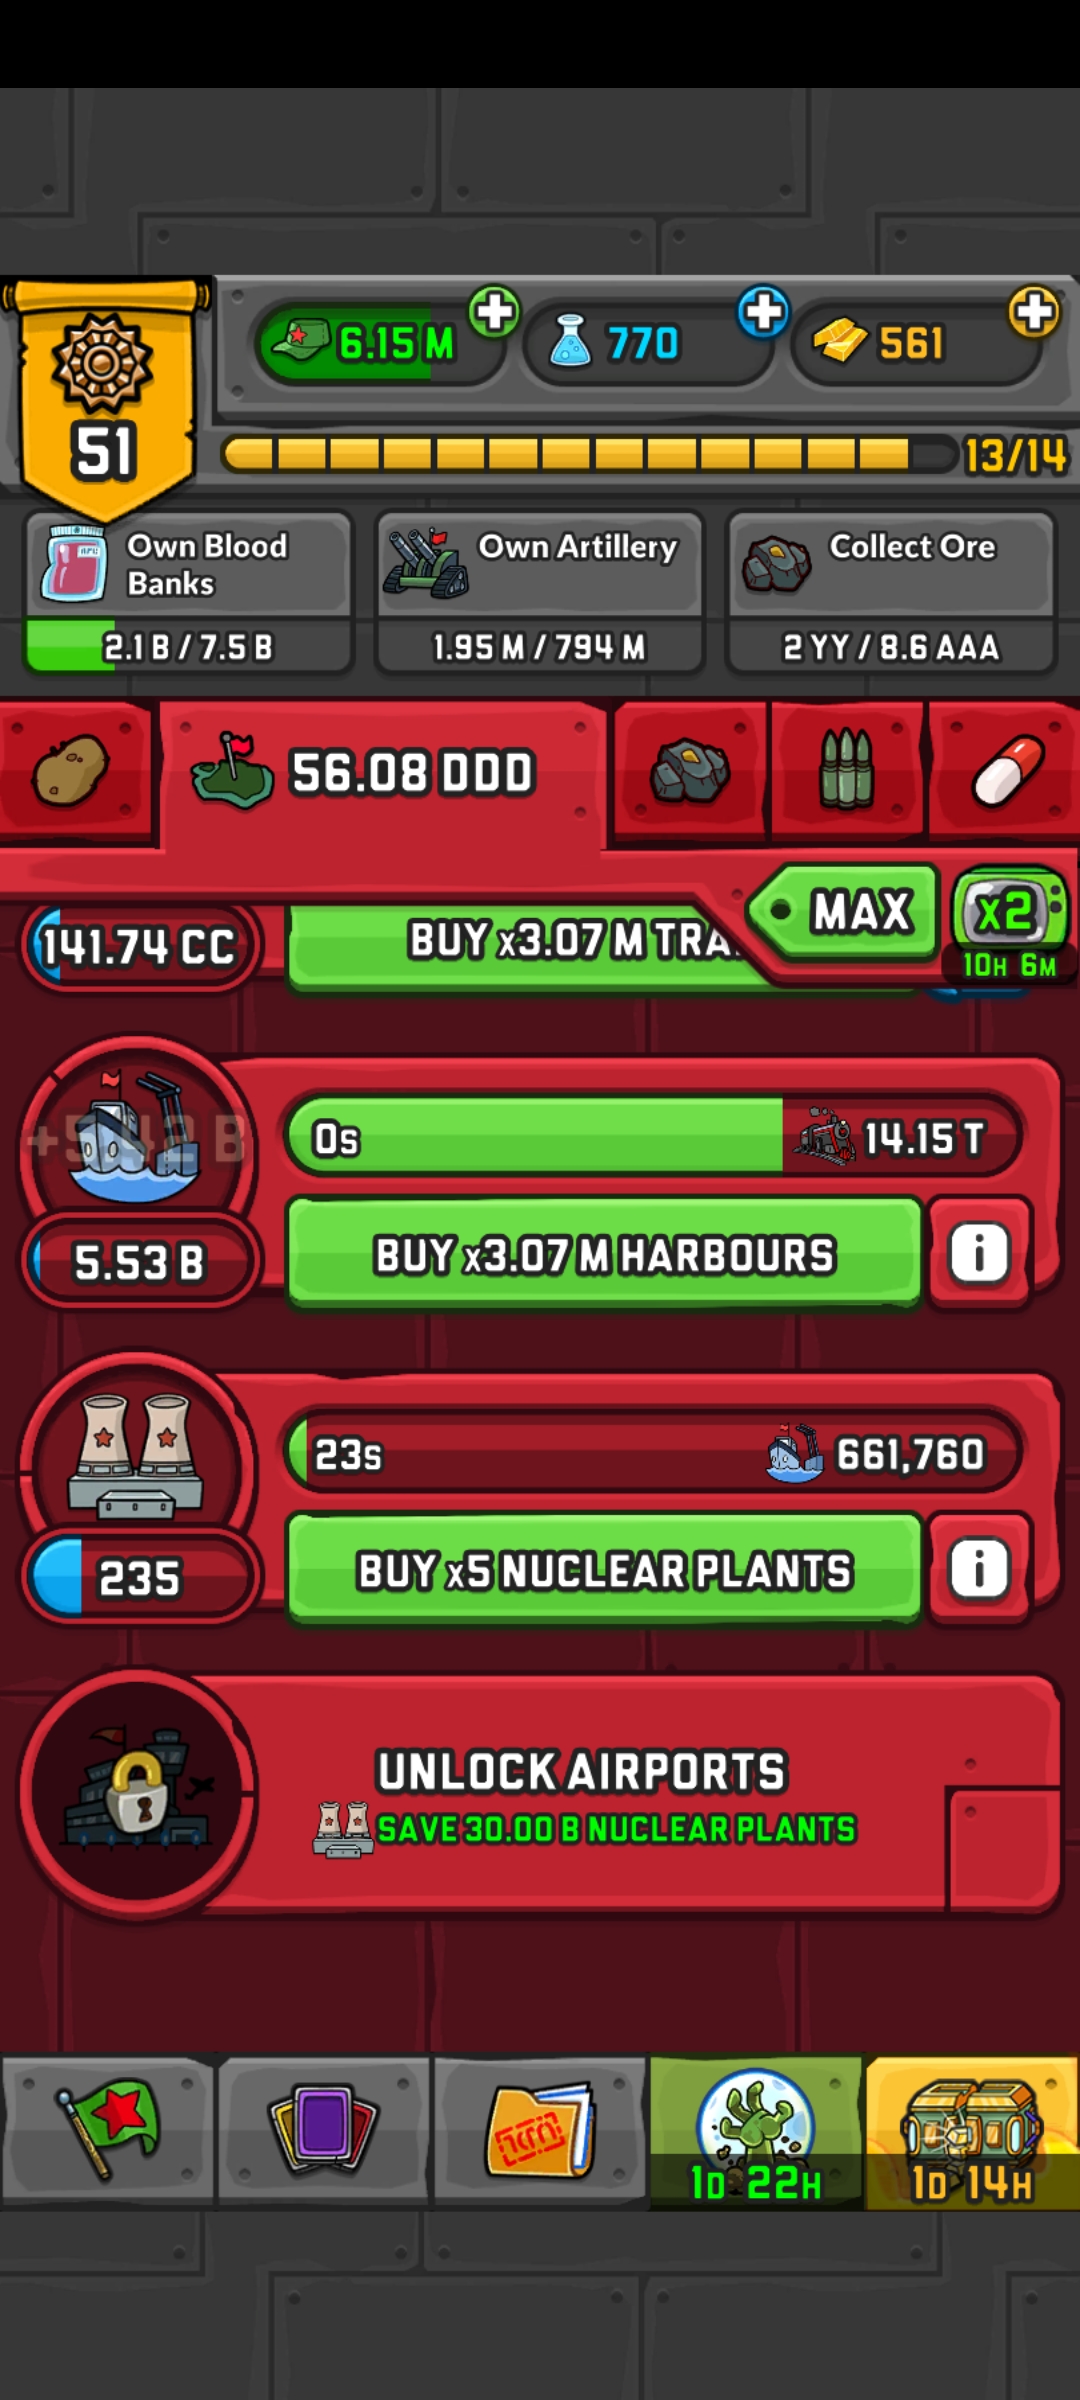 6.15 M
770
561
51
13/14
Own Blood
Banks
2.1 B / 7.5 B
Own Artillery
1.95 M / 794 M
Collect Ore
2 YY / 8.6 AAA
56.08 DDD
MAX
x2
10H 6M
141.74 CC
BUY x3.07 M TRA
+5.42 B
0s
14.15 T
5.53 B
BUY x3.07 M HARBOURS
i
23s
661,760
235
BUY x5 NUCLEAR PLANTS
i
UNLOCK AIRPORTS
SAVE 30.00 B NUCLEAR PLANTS
1D 22H
1D 14H